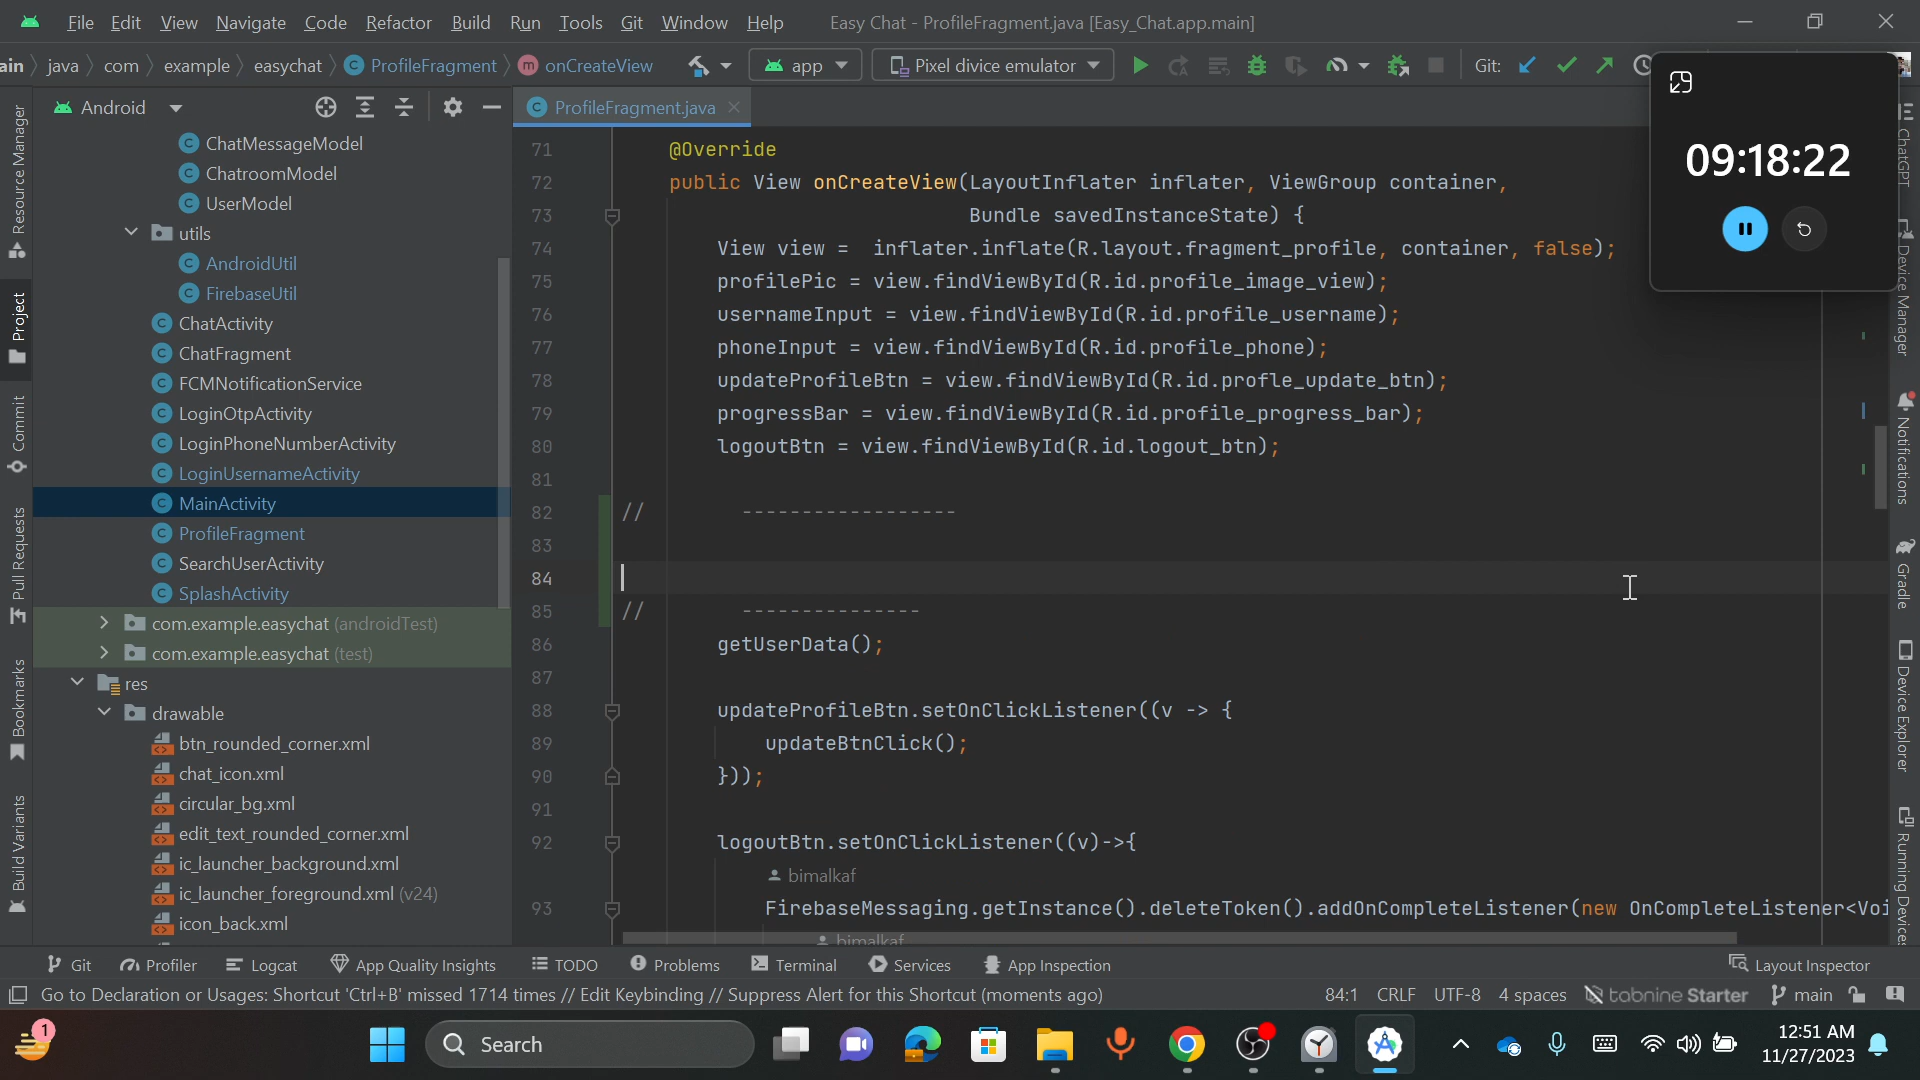 File Edit View Navigate Code Refactor Build Run Tools Git Window Help Easy Chat - ProfileFragment.java [Easy_Chat.app.main]
ain java com example easychat C ProfileFragment m onCreateView app Pixel divice emulator Git:
Android
C ProfileFragment.java
09:18:22
Resource Manager
Project
Commit
Pull Requests
Bookmarks
Build Variants
C ChatMessageModel
C ChatroomModel
C UserModel
utils
C AndroidUtil
C FirebaseUtil
C ChatActivity
C ChatFragment
C FCMNotificationService
C LoginOtpActivity
C LoginPhoneNumberActivity
C LoginUsernameActivity
C MainActivity
C ProfileFragment
C SearchUserActivity
C SplashActivity
com.example.easychat (androidTest)
com.example.easychat (test)
res
drawable
btn_rounded_corner.xml
chat_icon.xml
circular_bg.xml
edit_text_rounded_corner.xml
ic_launcher_background.xml
ic_launcher_foreground.xml (v24)
icon_back.xml
71 @Override
72 public View onCreateView(LayoutInflater inflater, ViewGroup container,
73 Bundle savedInstanceState) {
74 View view =  inflater.inflate(R.layout.fragment_profile, container, false);
75 profilePic = view.findViewById(R.id.profile_image_view);
76 usernameInput = view.findViewById(R.id.profile_username);
77 phoneInput = view.findViewById(R.id.profile_phone);
78 updateProfileBtn = view.findViewById(R.id.profle_update_btn);
79 progressBar = view.findViewById(R.id.profile_progress_bar);
80 logoutBtn = view.findViewById(R.id.logout_btn);
81
82 // ------------------
83
84
85 // ---------------
86 getUserData();
87
88 updateProfileBtn.setOnClickListener((v -> {
89 updateBtnClick();
90 }));
91
92 logoutBtn.setOnClickListener((v)->{
bimalkaf
93 FirebaseMessaging.getInstance().deleteToken().addOnCompleteListener(new OnCompleteListener<Voi
bimalkaf
ChatGPT
Device Manager
Notifications
Gradle
Device Explorer
Running Devices
Git Profiler Logcat App Quality Insights TODO Problems Terminal Services App Inspection Layout Inspector
Go to Declaration or Usages: Shortcut 'Ctrl+B' missed 1714 times // Edit Keybinding // Suppress Alert for this Shortcut (moments ago) 84:1 CRLF UTF-8 4 spaces tabnine Starter main
1 Search 12:51 AM
11/27/2023